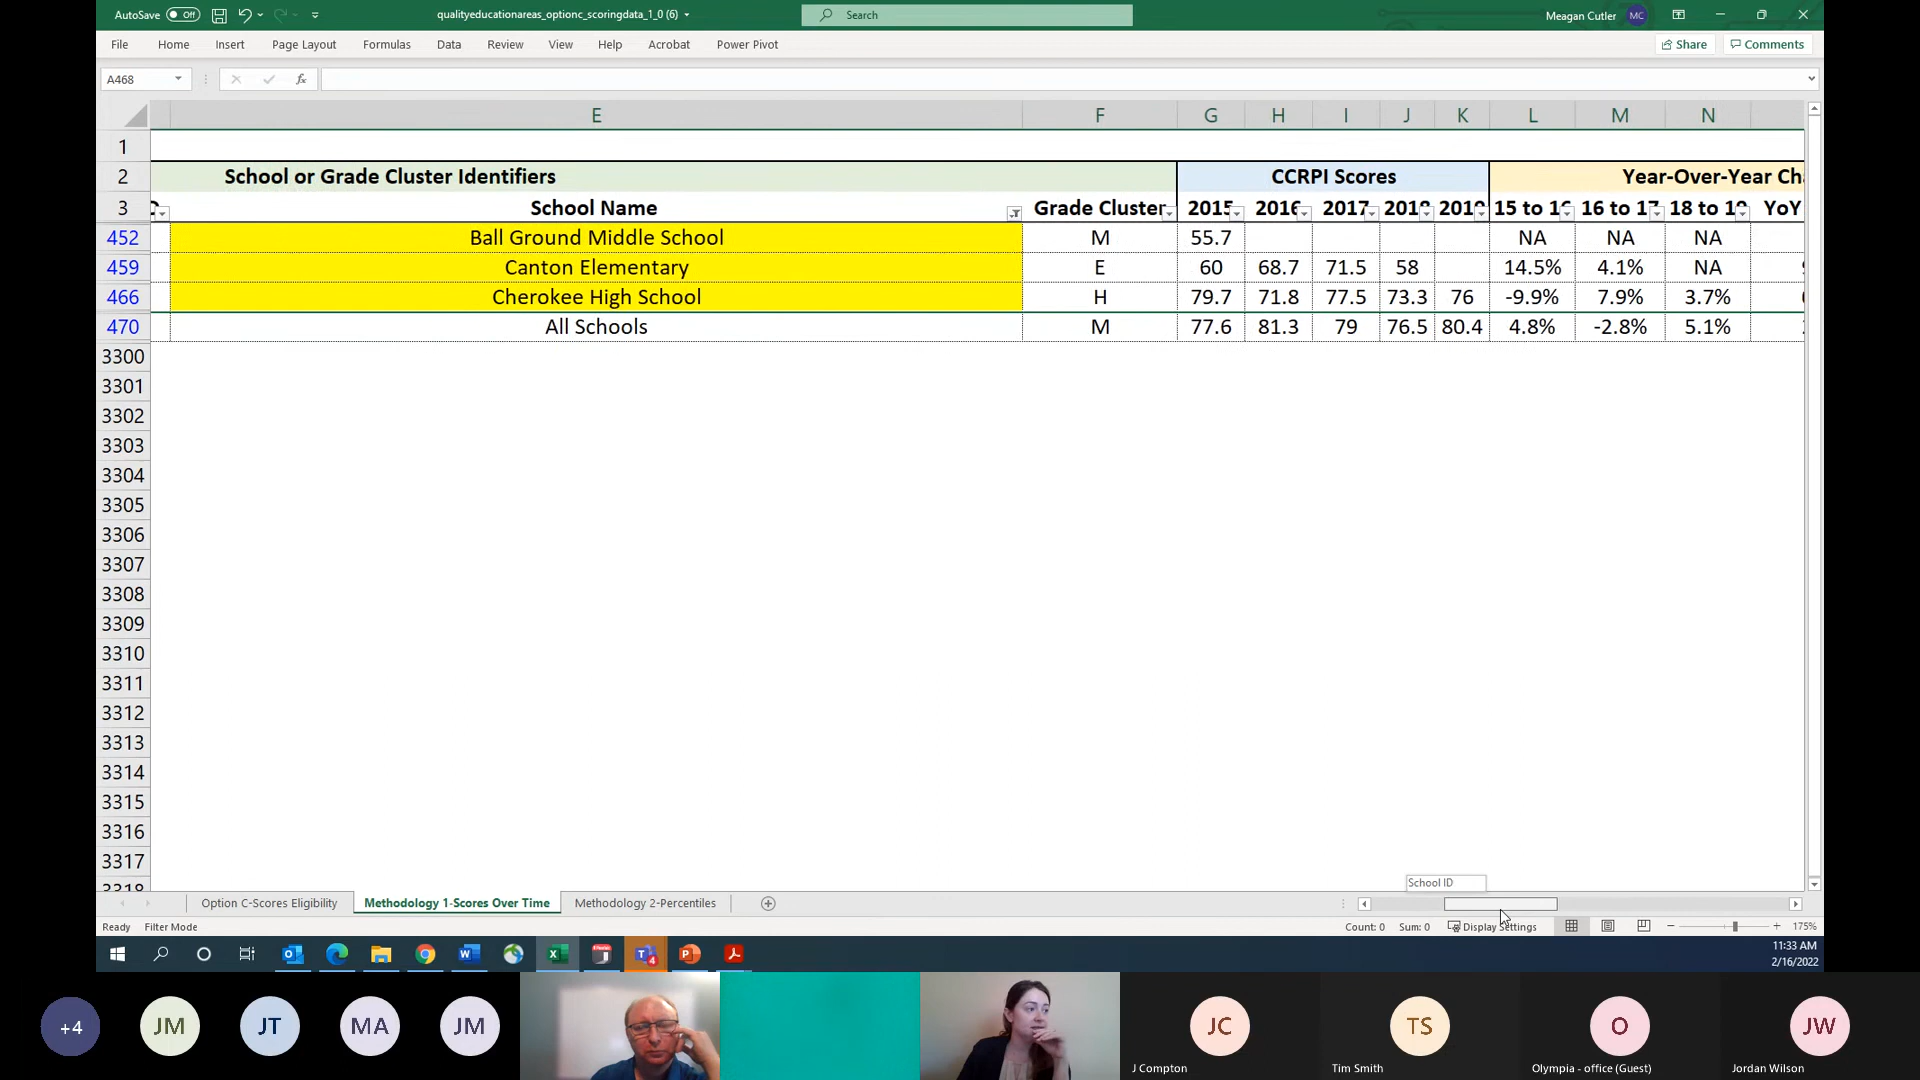 AutoSave Off qualityeducationareas_optionc_scoringdata_1_0 (6) Search Meagan Cutler MC
File Home Insert Page Layout Formulas Data Review View Help Acrobat Power Pivot Share Comments
A468 fx
E F G H I J K L M N
1
2 School or Grade Cluster Identifiers CCRPI Scores Year-Over-Year
3 School Name Grade Cluster 2015 2016 2017 2018 2019 15 to 16 16 to 17 18 to 19 YoY
452 Ball Ground Middle School M 55.7 NA NA NA
459 Canton Elementary E 60 68.7 71.5 58 14.5% 4.1% NA
466 Cherokee High School H 79.7 71.8 77.5 73.3 76 -9.9% 7.9% 3.7%
470 All Schools M 77.6 81.3 79 76.5 80.4 4.8% -2.8% 5.1%
3300
3301
3302
3303
3304
3305
3306
3307
3308
3309
3310
3311
3312
3313
3314
3315
3316
3317
3318
School ID
Option C-Scores Eligibility Methodology 1-Scores Over Time Methodology 2-Percentiles
Ready Filter Mode Count: 0 Sum: 0 Display Settings 175%
11:33 AM
2/16/2022
+4 JM JT MA JM JC TS O JW
J Compton Tim Smith Olympia - office (Guest) Jordan Wilson